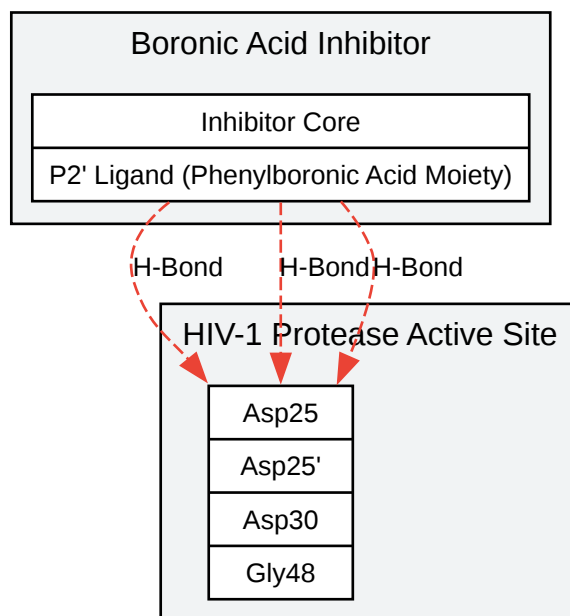 Boronic Acid Inhibitor
Inhibitor Core
P2' Ligand (Phenylboronic Acid Moiety)
H-Bond H-Bond H-Bond
HIV-1 Protease Active Site
Asp25
Asp25'
Asp30
Gly48